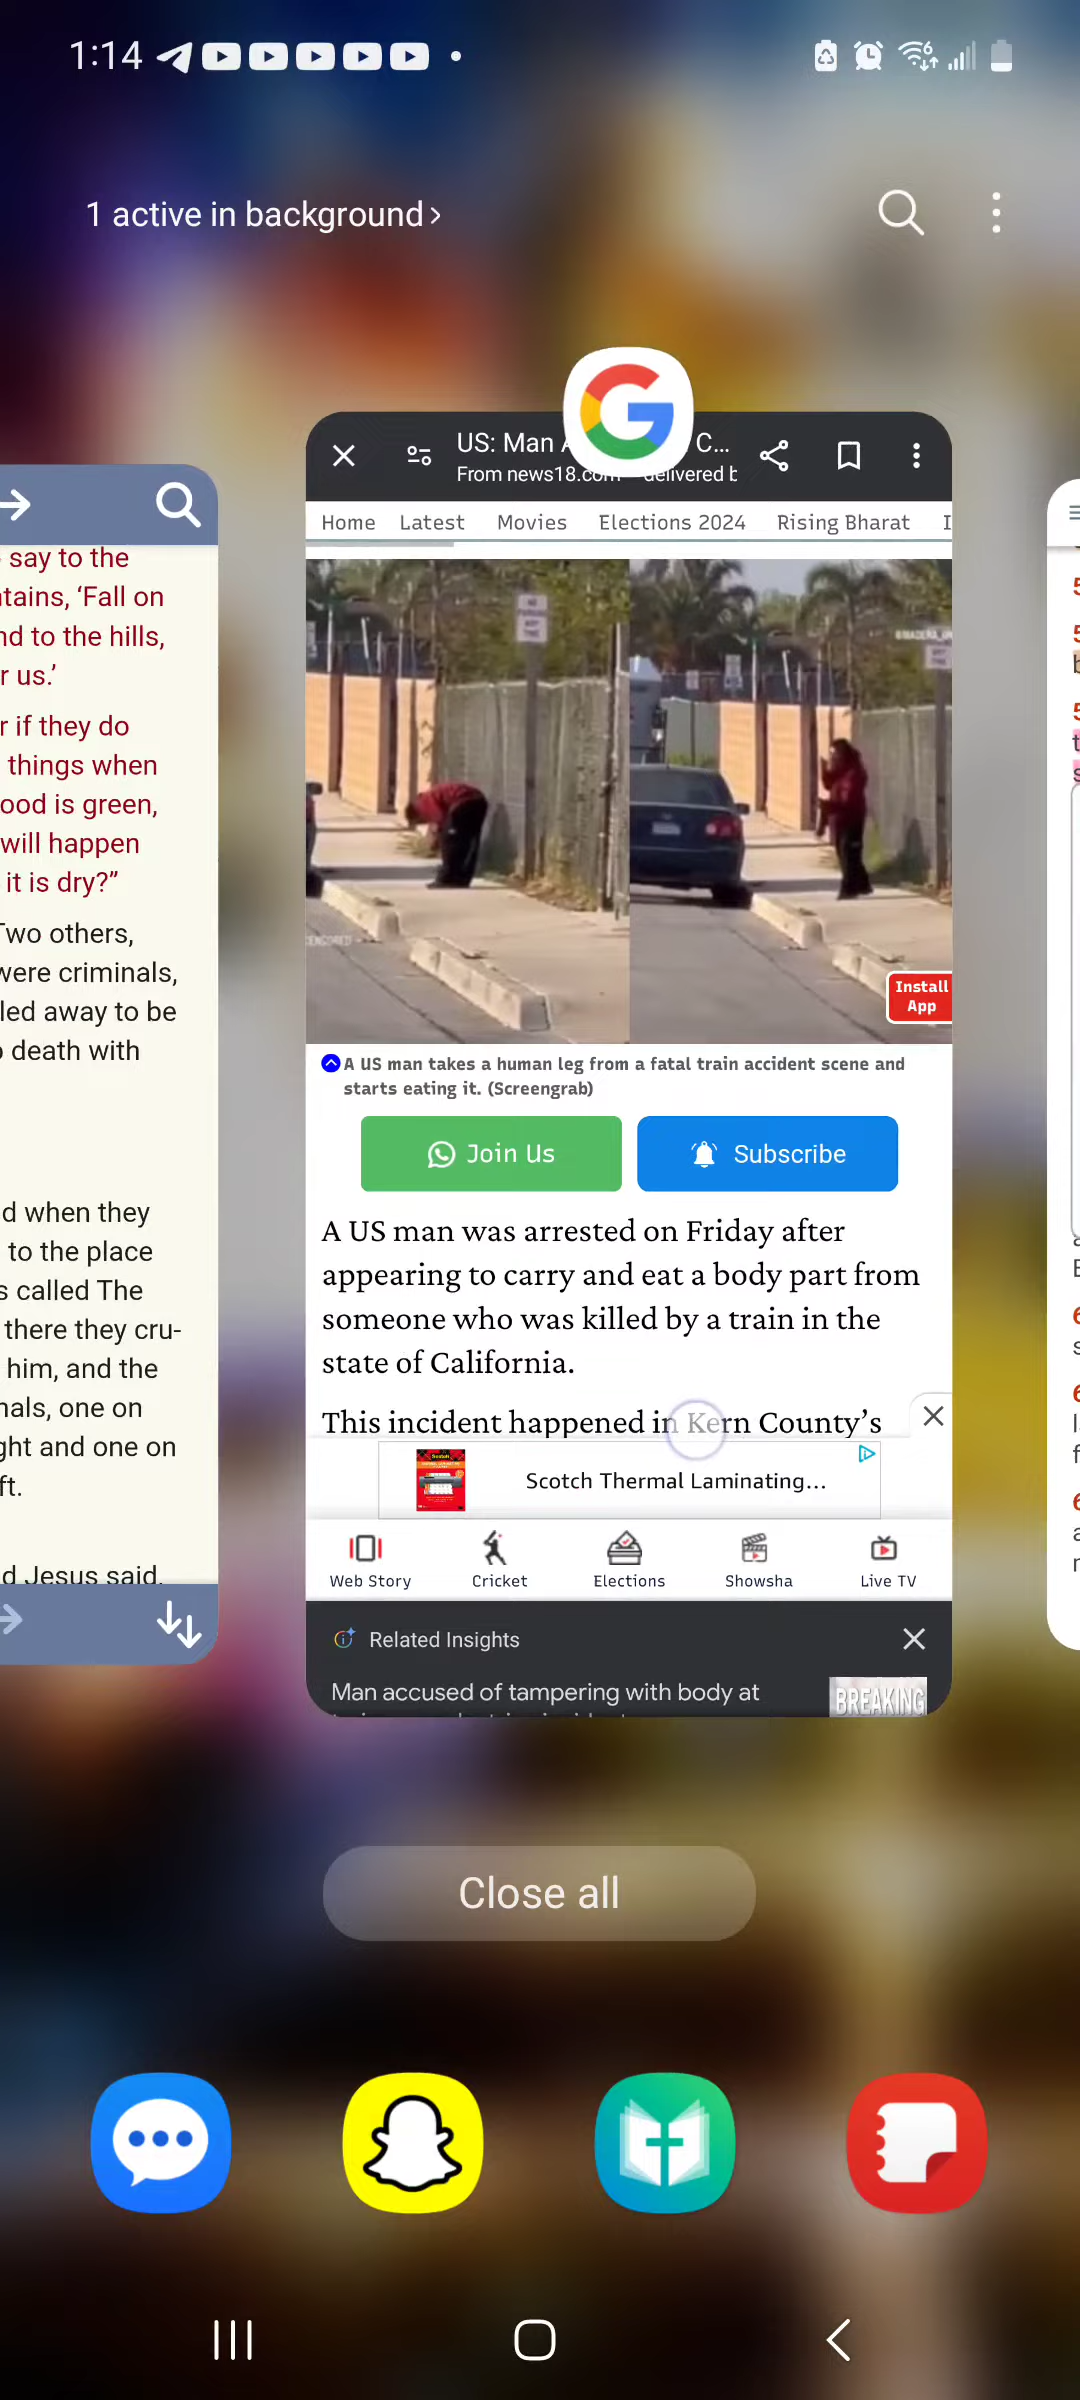 1:14
1 active in background
US: Man
C...
From news18.com
delivered
Home Latest Movies Elections 2024 Rising Bharat
say to the
tains, ‘Fall on
nd to the hills,
r us.’
r if they do
things when
ood is green,
will happen
it is dry?”
Two others,
were criminals,
led away to be
death with
d when they
to the place
s called The
there they cru-
him, and the
nals, one on
ght and one on
ft.
d Jesus said,
Install
App
A US man takes a human leg from a fatal train accident scene and
starts eating it. (Screengrab)
Join Us
Subscribe
A US man was arrested on Friday after
appearing to carry and eat a body part from
someone who was killed by a train in the
state of California.
This incident happened in Kern County’s
Scotch Thermal Laminating...
Web Story Cricket Elections Showsha Live TV
Related Insights
Man accused of tampering with body at
BREAKING
Close all